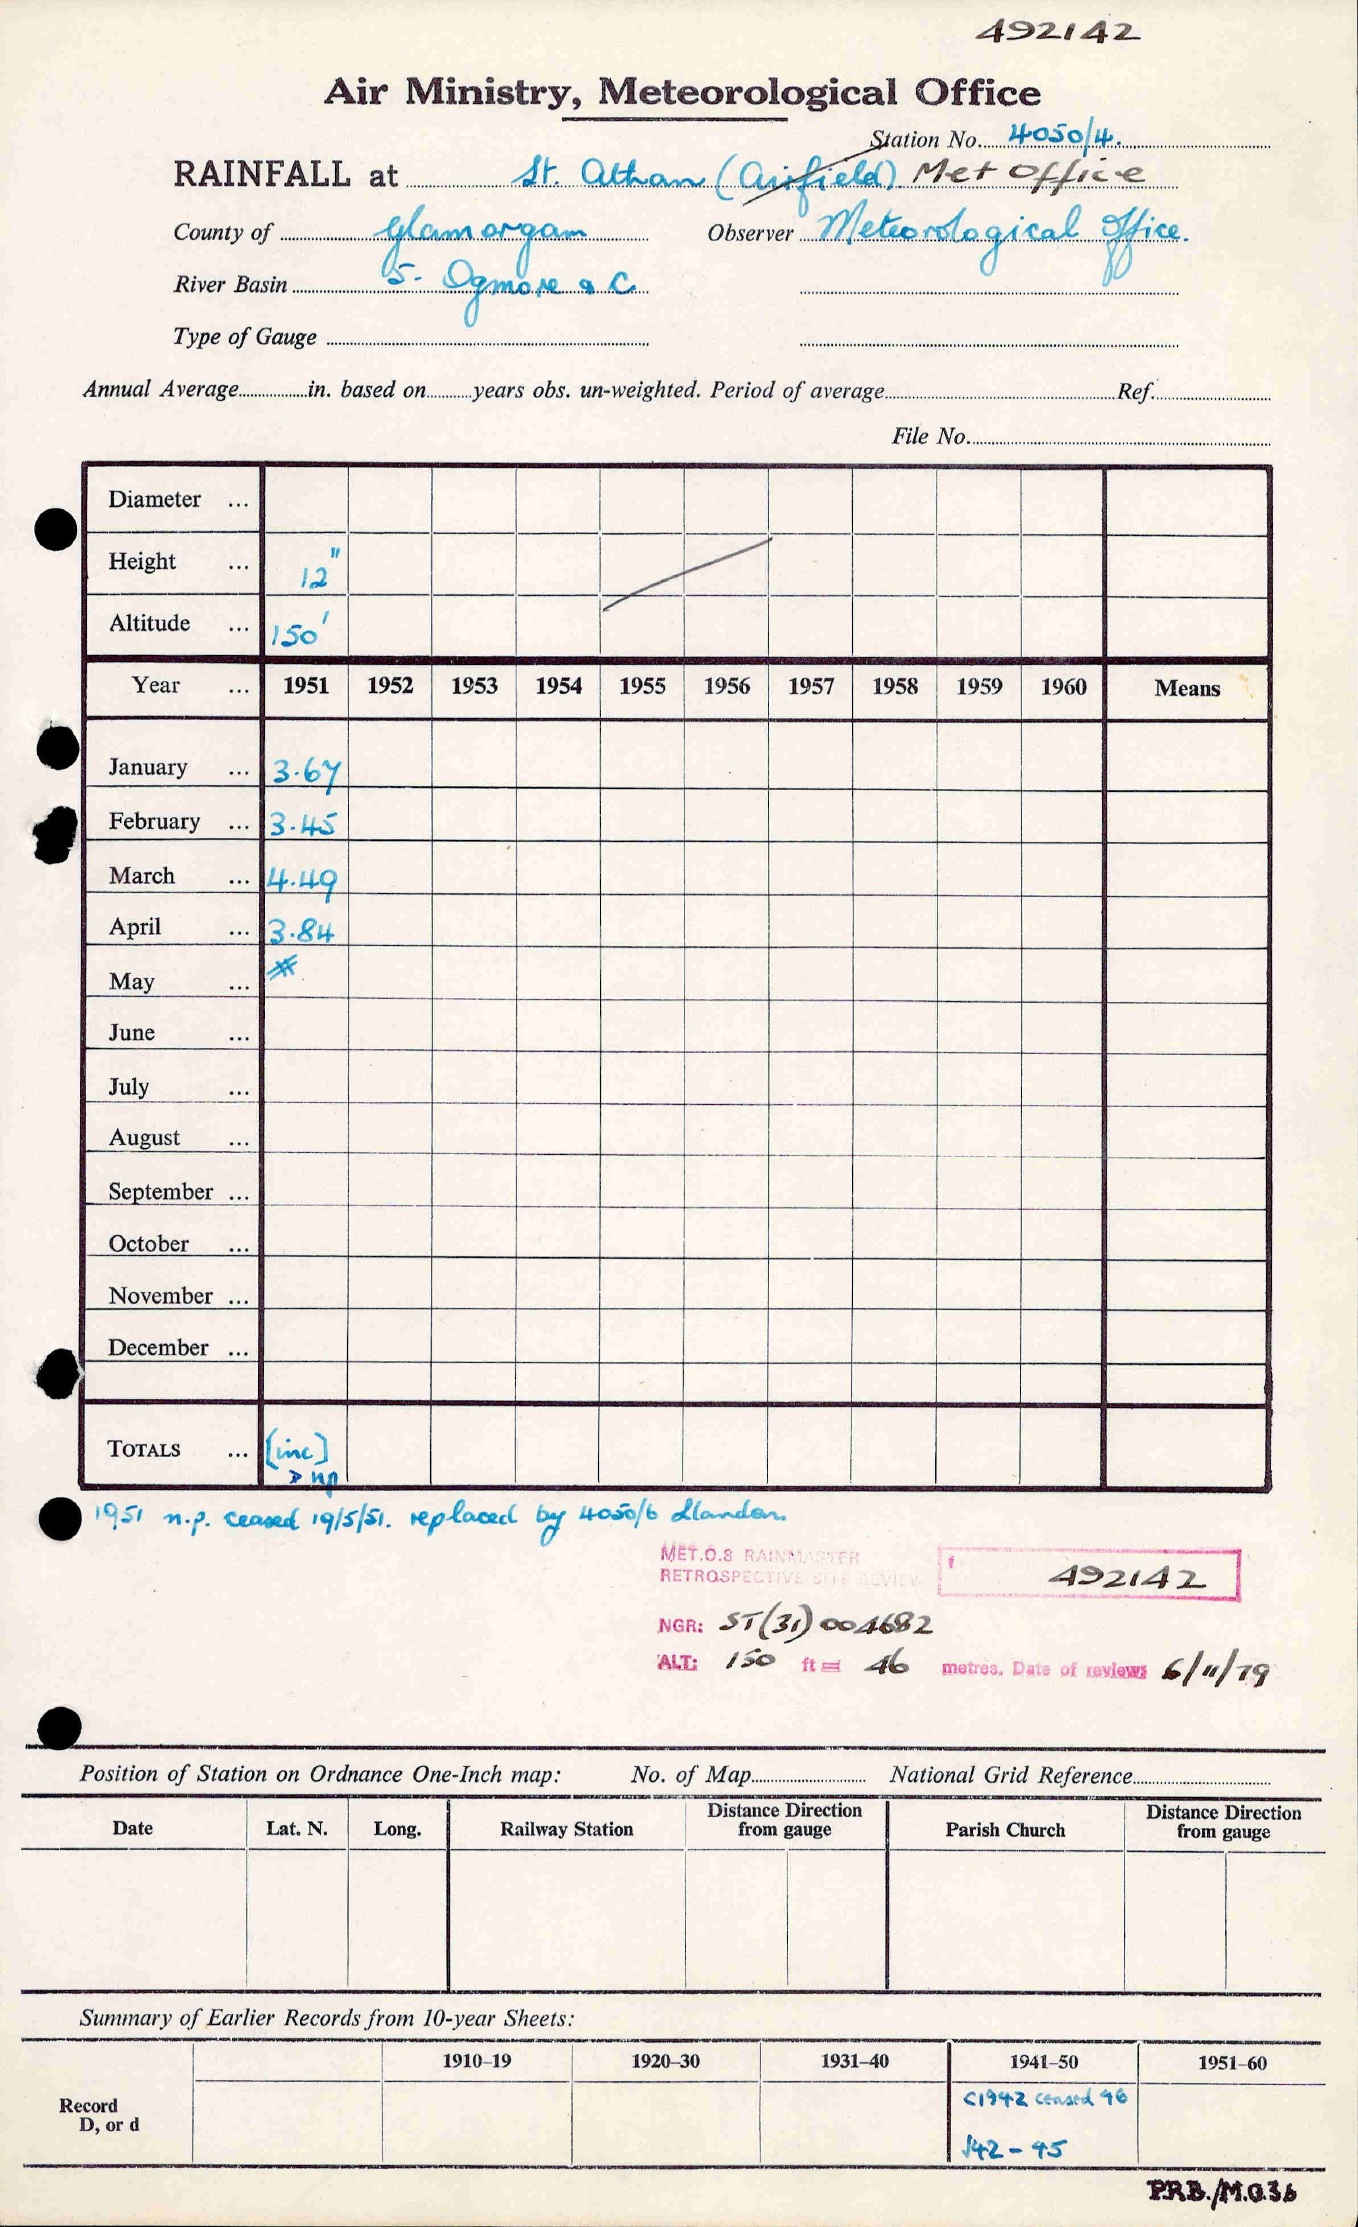 492142
Air Ministry, Meteorological Office
Station No. 4050/4.
RAINFALL at St. Athan (Airfield) Met Office
County of Glamorgan Observer Meteorological Office.
River Basin 5. Ogmore & C
Type of Gauge
Annual Average in. based on years obs. un-weighted. Period of average Ref.
File No.
Diameter ...
Height ... 12"
Altitude ... 150'
Year ... 1951 1952 1953 1954 1955 1956 1957 1958 1959 1960 Means
January ... 3.67
February ... 3.45
March ... 4.49
April ... 3.84
May ... *
June ...
July ...
August ...
September ...
October ...
November ...
December ...
TOTALS ... [inc]
np
1951 n.p. ceased 19/5/51. replaced by 4050/6 Llandon.
MET.O.8 RAINMASTER
RETROSPECTIVE SITE REVIEW
492142
NGR: ST(31) 004682
ALT: 150 ft = 46 metres. Date of review: 6/11/79
Position of Station on Ordnance One-Inch map: No. of Map National Grid Reference
Date Lat. N. Long. Railway Station Distance Direction from gauge Parish Church Distance Direction from gauge
Summary of Earlier Records from 10-year Sheets:
1910–19 1920–30 1931–40 1941–50 1951–60
Record
D, or d
C1942 ceased 46
J42 - 45
P.R.B./M.O.36